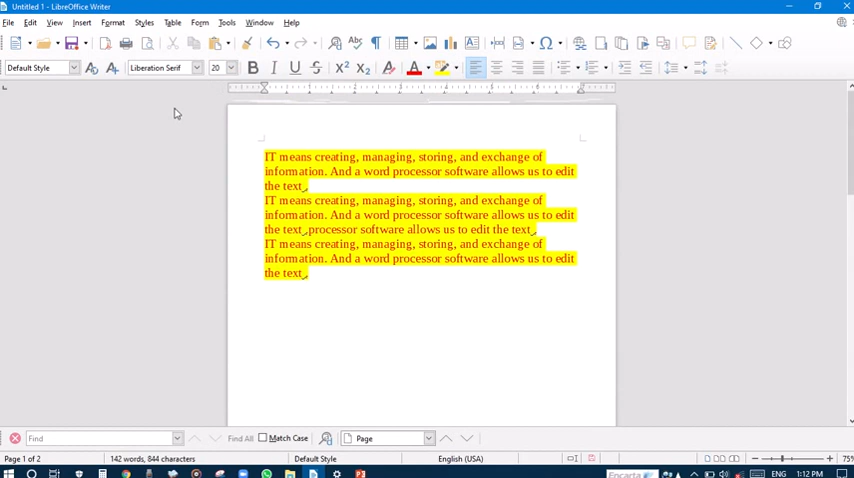 Untitled 1 - LibreOffice Writer
File Edit View Insert Format Styles Table Form Tools Window Help
Default Style Liberation Serif 20
IT means creating, managing, storing, and exchange of
information. And a word processor software allows us to edit
the text
IT means creating, managing, storing, and exchange of
information. And a word processor software allows us to edit
the text processor software allows us to edit the text
IT means creating, managing, storing, and exchange of
information. And a word processor software allows us to edit
the text
Find Find All Match Case Page
Page 1 of 2 142 words, 844 characters Default Style English (USA) 75%
Encarta ENG 1:12 PM